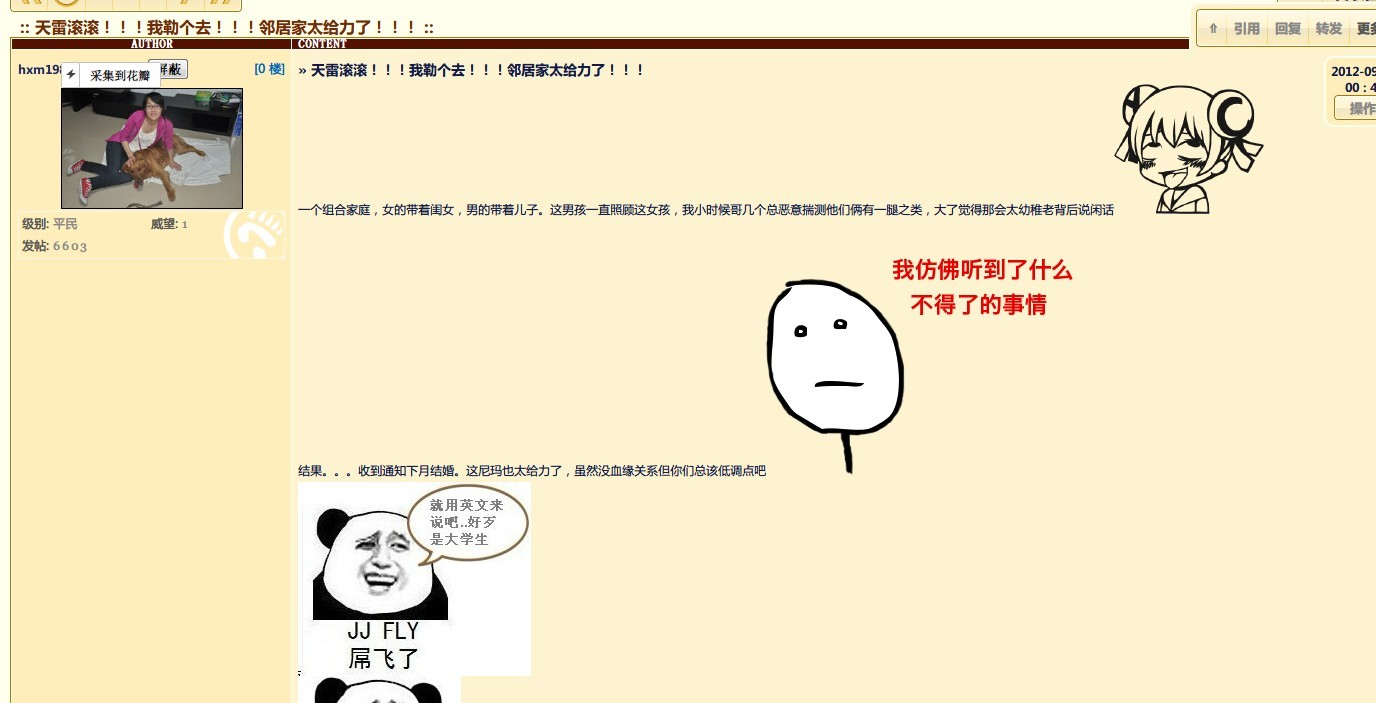 :: 天雷滚滚！！！我勒个去！！！邻居家太给力了！！！ ::
引用 回复 转发
AUTHOR CONTENT
hxm19 采集到花瓣 屏蔽 [0 楼] » 天雷滚滚！！！我勒个去！！！邻居家太给力了！！！
2012-09
00 : 4
操作
一个组合家庭，女的带着闺女，男的带着儿子。这男孩一直照顾这女孩，我小时候哥几个总恶意揣测他们俩有一腿之类，大了觉得那会太幼稚老背后说闲话
级别: 平民 威望: 1
发帖: 6603
我仿佛听到了什么
不得了的事情
结果。。。收到通知下月结婚。这尼玛也太给力了，虽然没血缘关系但你们总该低调点吧
就用英文来
说吧..好歹
是大学生
JJ FLY
屌飞了